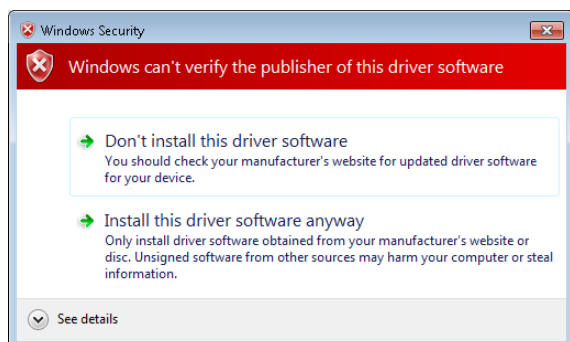 Windows Security
Windows can't verify the publisher of this driver software
Don't install this driver software
You should check your manufacturer's website for updated driver software
for your device.
Install this driver software anyway
Only install driver software obtained from your manufacturer's website or
disc. Unsigned software from other sources may harm your computer or steal
information.
See details